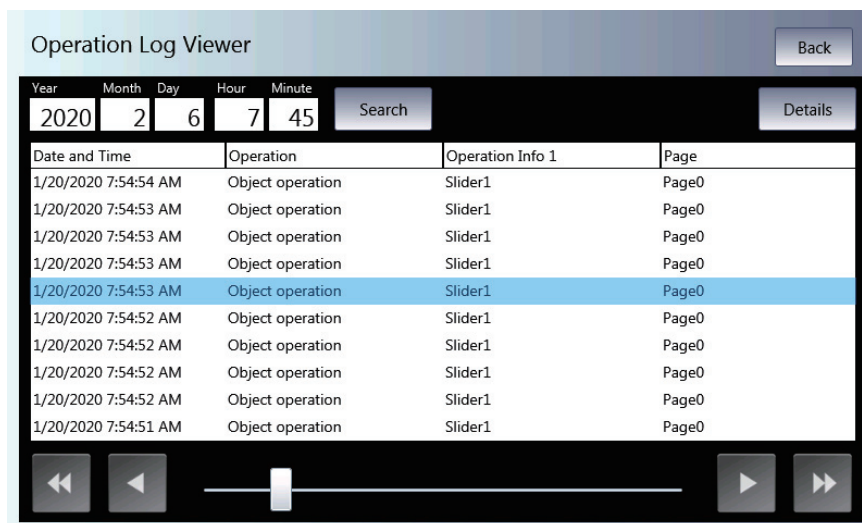 Operation Log Viewer Back
Year Month Day Hour Minute
2020 2 6 7 45 Search Details
Date and Time Operation Operation Info 1 Page
1/20/2020 7:54:54 AM Object operation Slider1 Page0
1/20/2020 7:54:53 AM Object operation Slider1 Page0
1/20/2020 7:54:53 AM Object operation Slider1 Page0
1/20/2020 7:54:53 AM Object operation Slider1 Page0
1/20/2020 7:54:53 AM Object operation Slider1 Page0
1/20/2020 7:54:52 AM Object operation Slider1 Page0
1/20/2020 7:54:52 AM Object operation Slider1 Page0
1/20/2020 7:54:52 AM Object operation Slider1 Page0
1/20/2020 7:54:52 AM Object operation Slider1 Page0
1/20/2020 7:54:51 AM Object operation Slider1 Page0